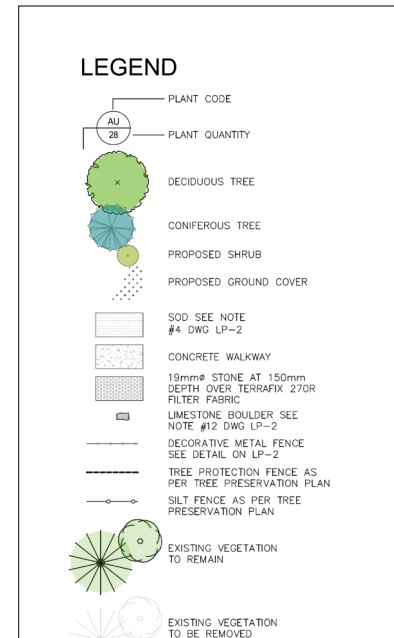 LEGEND
PLANT CODE
AU
28
PLANT QUANTITY
DECIDUOUS TREE
CONIFEROUS TREE
PROPOSED SHRUB
PROPOSED GROUND COVER
SOD SEE NOTE
#4 DWG LP-2
CONCRETE WALKWAY
19mmø STONE AT 150mm
DEPTH OVER TERRAFIX 270R
FILTER FABRIC
LIMESTONE BOULDER SEE
NOTE #12 DWG LP-2
DECORATIVE METAL FENCE
SEE DETAIL ON LP-2
TREE PROTECTION FENCE AS
PER TREE PRESERVATION PLAN
SILT FENCE AS PER TREE
PRESERVATION PLAN
EXISTING VEGETATION
TO REMAIN
EXISTING VEGETATION
TO BE REMOVED